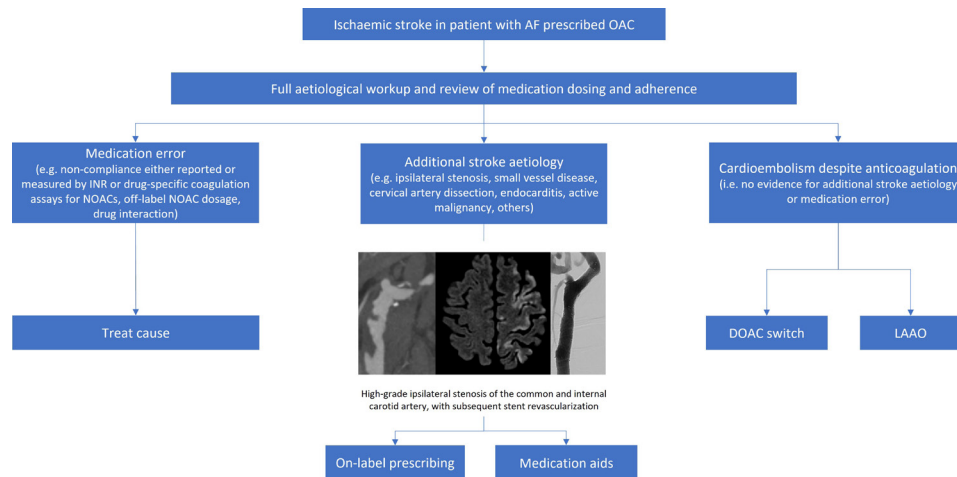 Ischaemic stroke in patient with AF prescribed OAC
Full aetiological workup and review of medication dosing and adherence
Medication error
(e.g. non-compliance either reported or
measured by INR or drug-specific coagulation
assays for NOACs, off-label NOAC dosage,
drug interaction)
Additional stroke aetiology
(e.g. ipsilateral stenosis, small vessel disease,
cervical artery dissection, endocarditis, active
malignancy, others)
Cardioembolism despite anticoagulation
(i.e. no evidence for additional stroke aetiology
or medication error)
Treat cause
DOAC switch
LAAO
High-grade ipsilateral stenosis of the common and internal
carotid artery, with subsequent stent revascularization
On-label prescribing
Medication aids